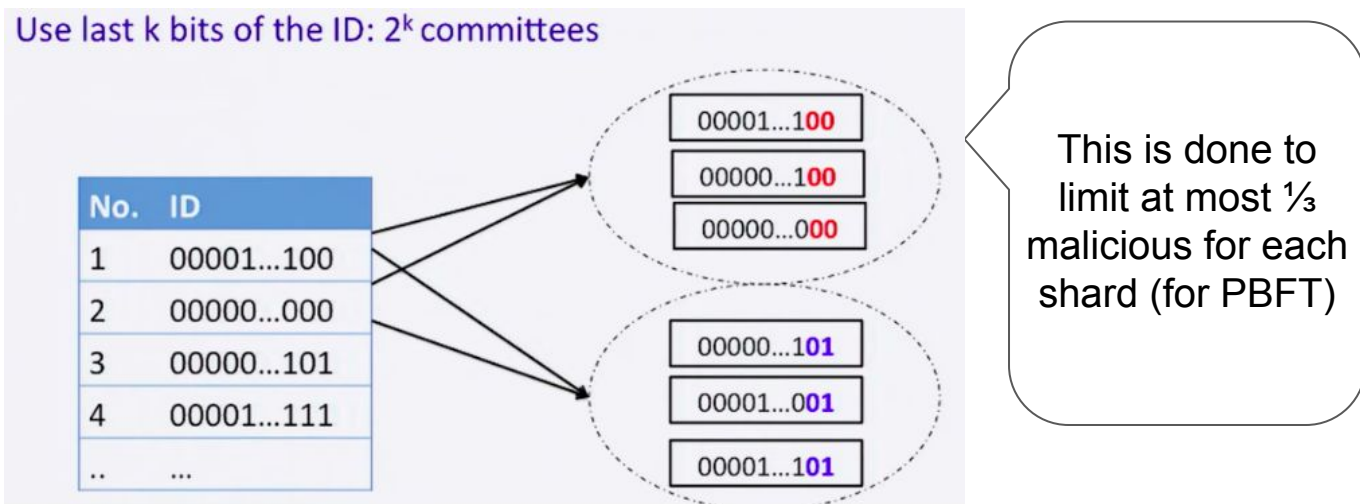 Use last k bits of the ID: 2ᵏ committees
No. ID
1 00001...100
2 00000...000
3 00000...101
4 00001...111
.. ...
00001...100
00000...100
00000...000
00000...101
00001...001
00001...101
This is done to
limit at most ⅓
malicious for each
shard (for PBFT)